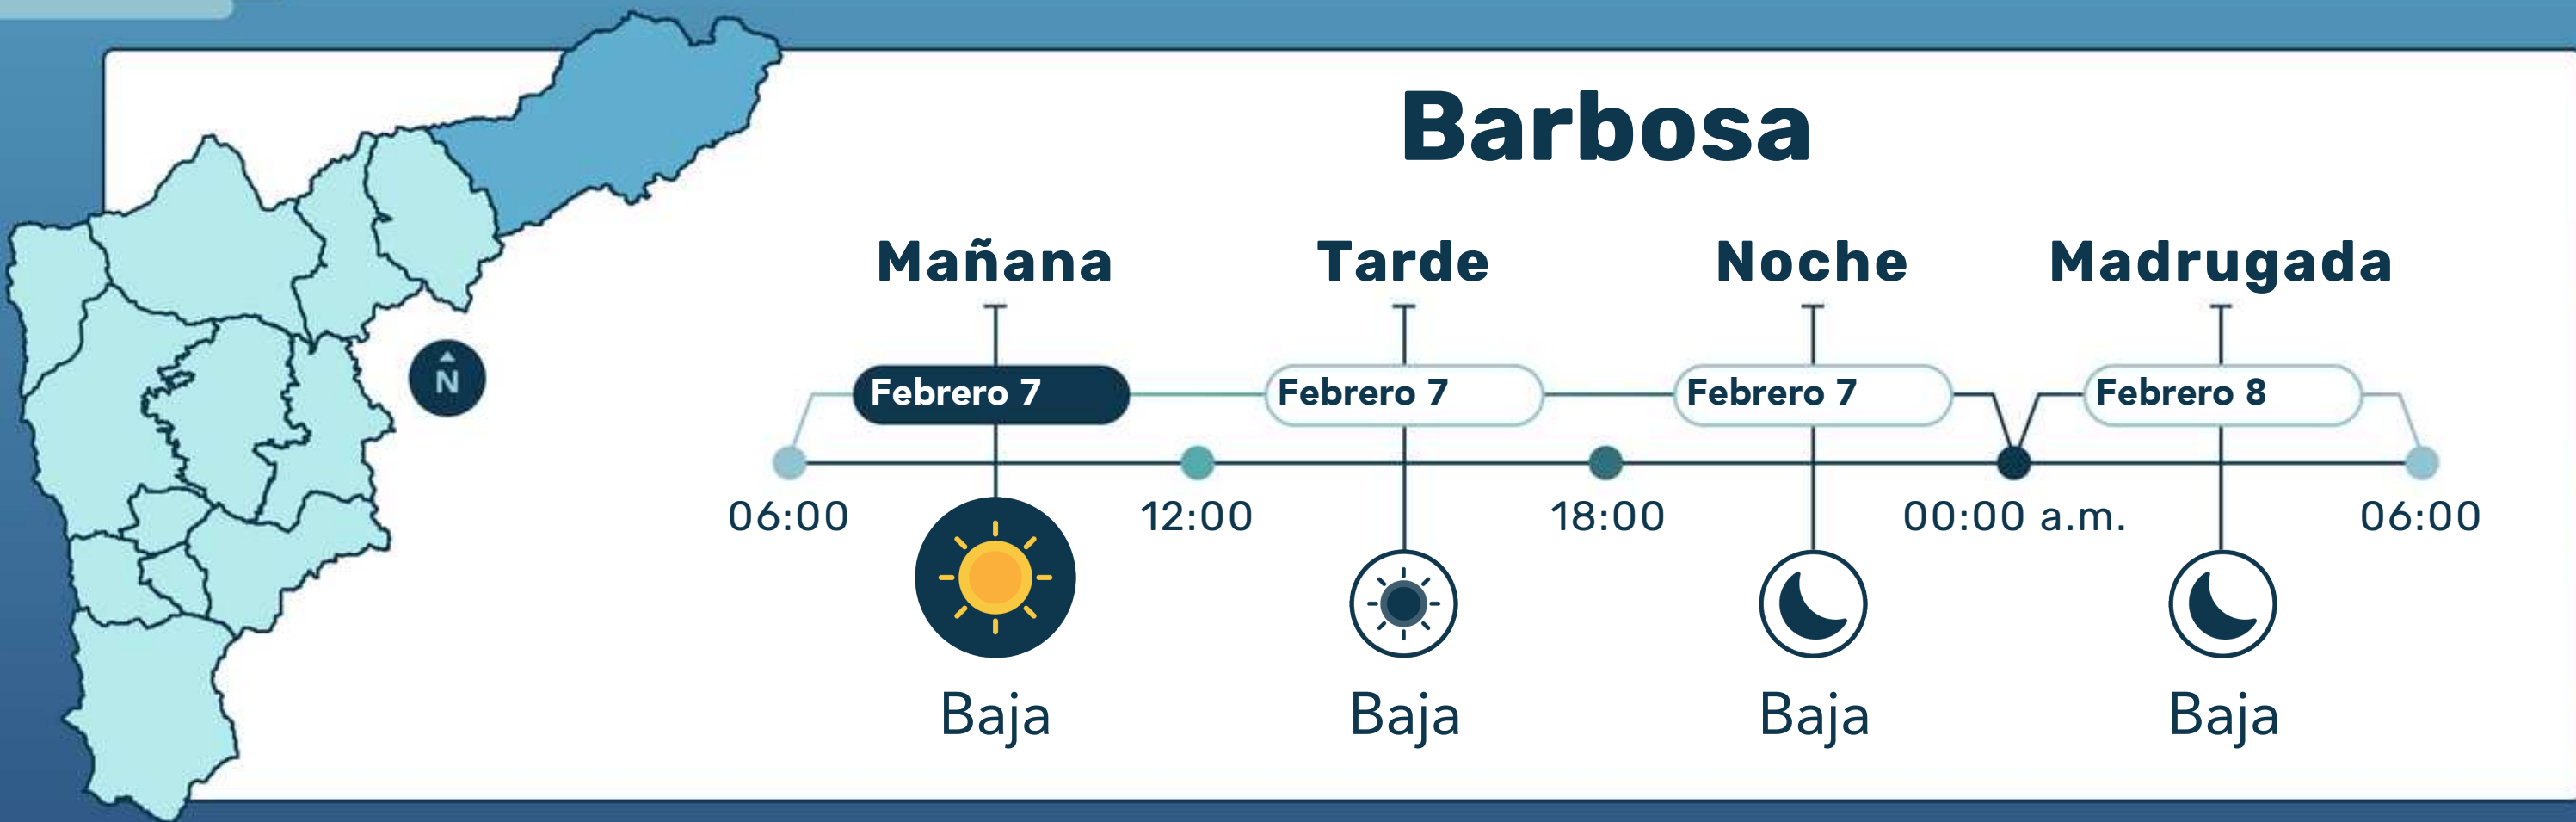 Barbosa
Mañana Tarde Noche Madrugada
Febrero 7 Febrero 7 Febrero 7 Febrero 8
N
06:00 12:00 18:00 00:00 a.m. 06:00
Baja Baja Baja Baja